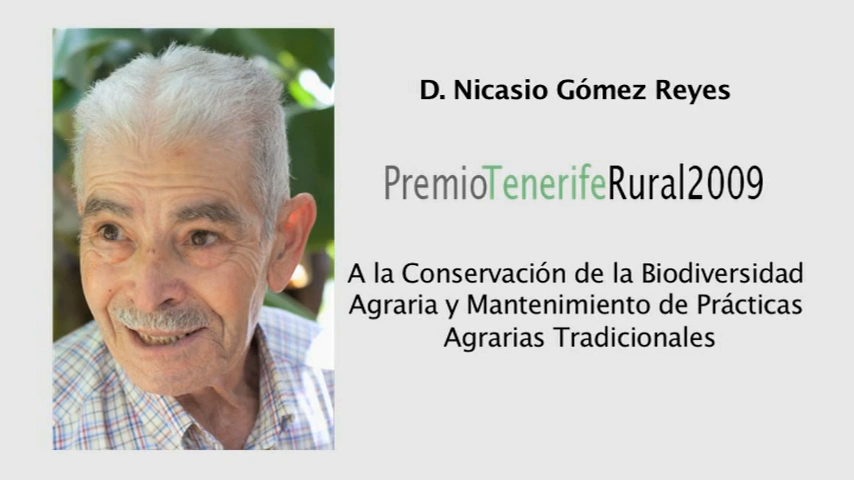 D. Nicasio Gómez Reyes
PremioTenerifeRural2009
A la Conservación de la Biodiversidad
Agraria y Mantenimiento de Prácticas
Agrarias Tradicionales